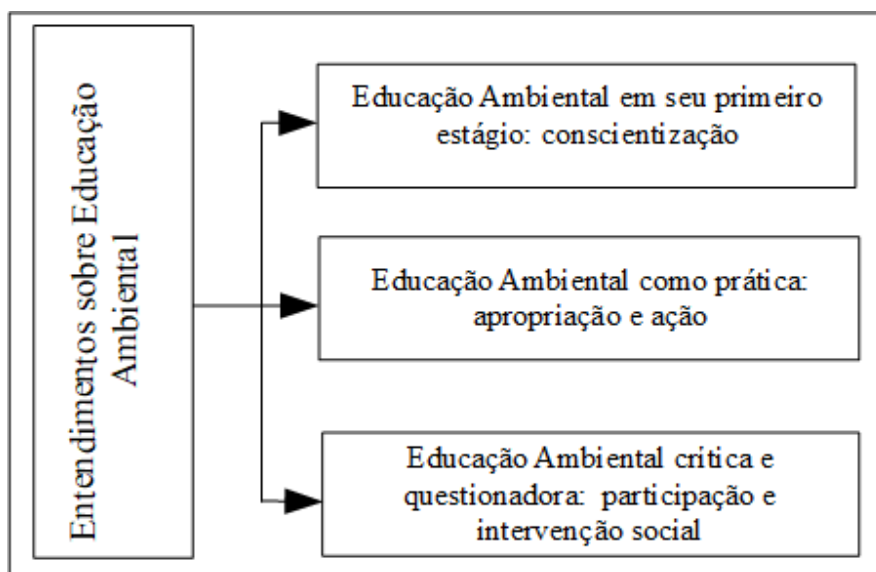 Entendimentos sobre Educação
Ambiental
Educação Ambiental em seu primeiro
estágio: conscientização
Educação Ambiental como prática:
apropriação e ação
Educação Ambiental crítica e
questionadora: participação e
intervenção social